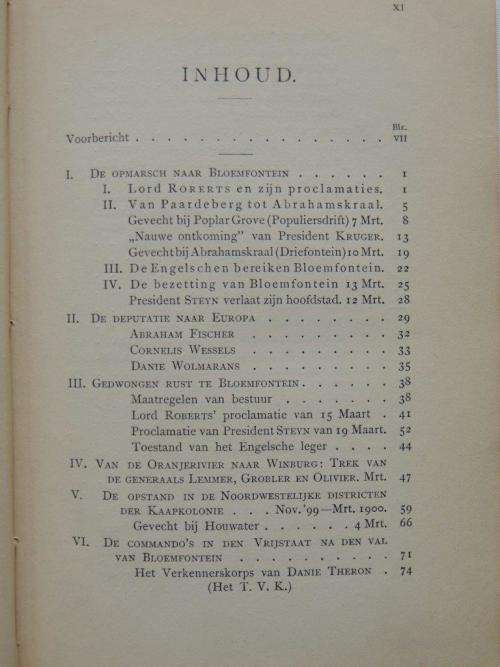 XI
INHOUD.
Blz.
Voorbericht . . . . . . . . . . . . . . . . VII
I. De opmarsch naar Bloemfontein . . . . . . 1
I. Lord Roberts en zijn proclamaties. 1
II. Van Paardeberg tot Abrahamskraal. 5
Gevecht bij Poplar Grove (Populiersdrift) 7 Mrt. 8
„Nauwe ontkoming" van President Kruger. 13
Gevecht bij Abrahamskraal (Driefontein) 10 Mrt. 19
III. De Engelschen bereiken Bloemfontein. 22
IV. De bezetting van Bloemfontein 13 Mrt. 25
President Steyn verlaat zijn hoofdstad. 12 Mrt. 28
II. De deputatie naar Europa . . . . . . . . 29
Abraham Fischer . . . . . . . . . 32
Cornelis Wessels . . . . . . . . 33
Danie Wolmarans . . . . . . . . . 35
III. Gedwongen rust te Bloemfontein . . . . . . 38
Maatregelen van bestuur . . . . . . . 38
Lord Roberts' proclamatie van 15 Maart . 41
Proclamatie van President Steyn van 19 Maart. 52
Toestand van het Engelsche leger . . . . 44
IV. Van de Oranjerivier naar Winburg: Trek van
de generaals Lemmer, Grobler en Olivier. Mrt. 47
V. De opstand in de Noordwestelijke districten
der Kaapkolonie . . . Nov. '99—Mrt. 1900. 59
Gevecht bij Houwater . . . . . . 4 Mrt. 66
VI. De commando's in den Vrijstaat na den val
van Bloemfontein . . . . . . . . . . . 71
Het Verkennerskorps van Danie Theron . 74
(Het T. V. K.)